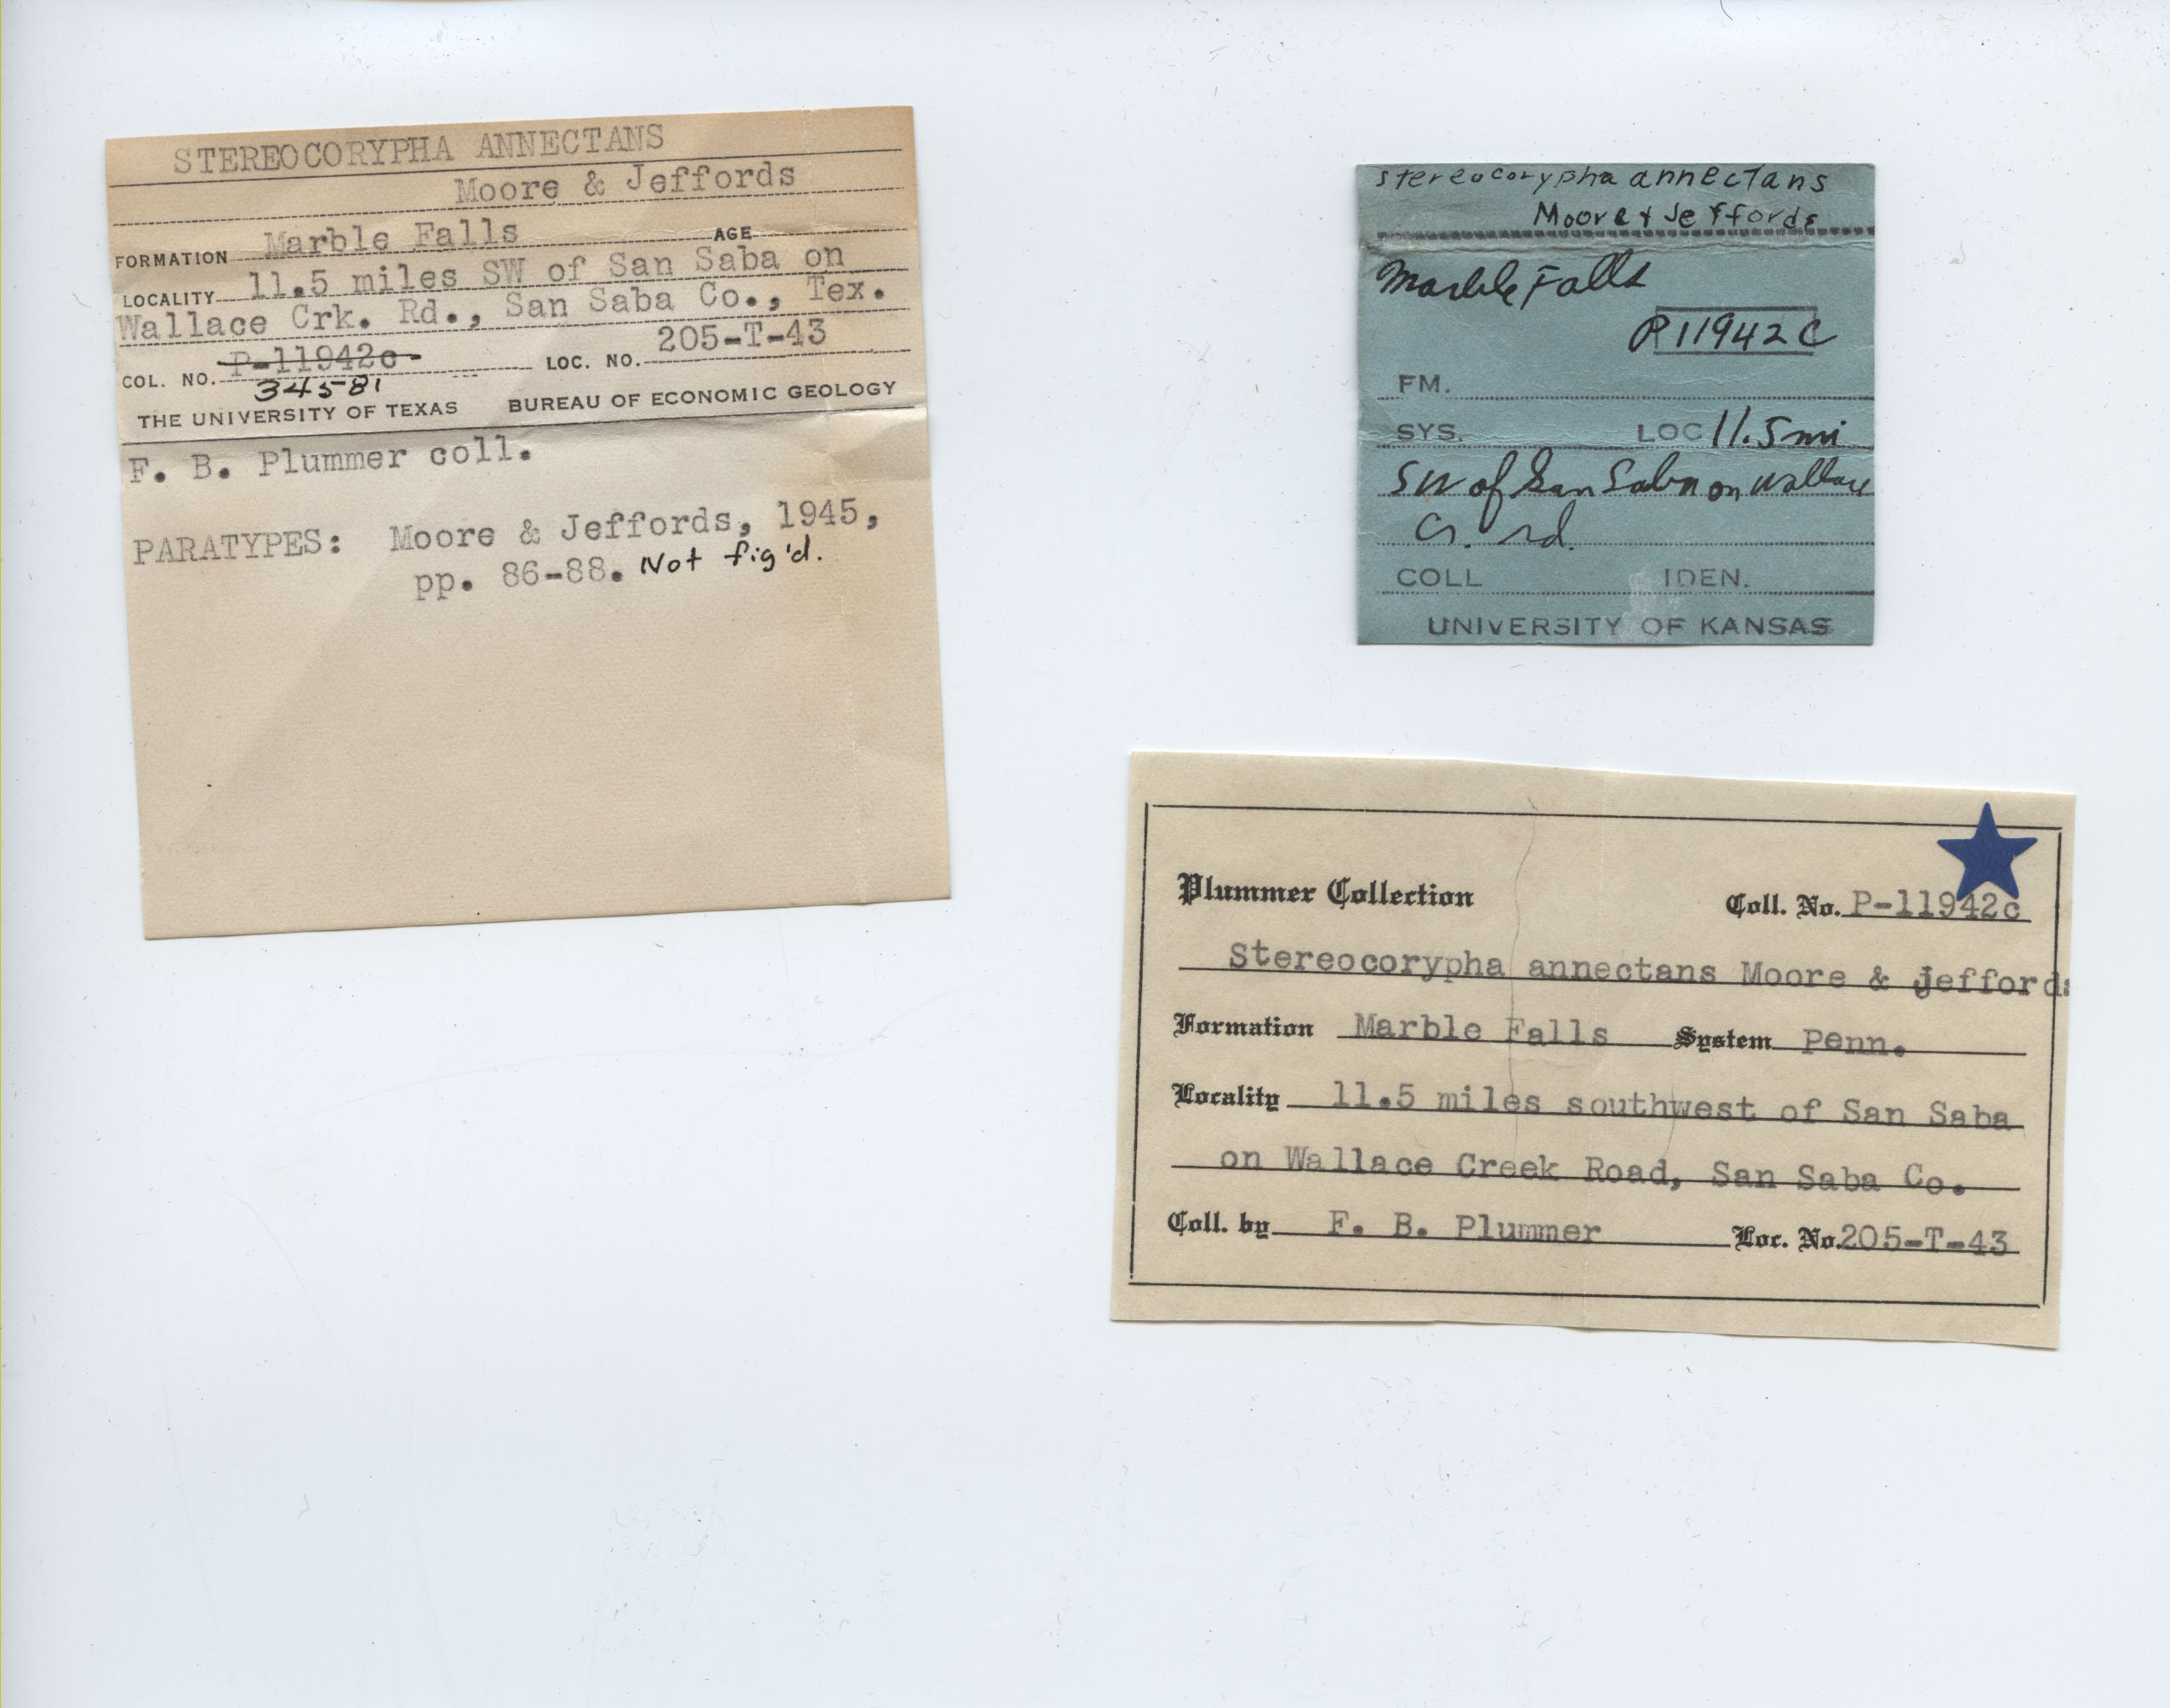 STEREOCORYPHA ANNECTANS
Moore & Jeffords
FORMATION Marble Falls AGE
LOCALITY 11.5 miles SW of San Saba on
Wallace Crk. Rd., San Saba Co., Tex.
COL. NO. P-11942c LOC. NO. 205-T-43
34581
THE UNIVERSITY OF TEXAS BUREAU OF ECONOMIC GEOLOGY
F. B. Plummer coll.
PARATYPES: Moore & Jeffords, 1945,
pp. 86-88. Not fig'd.
stereocorypha annectans
Moore & Jeffords
Marble Falls
P11942C
FM.
SYS. LOC 11.5 mi
SW of San Saba on Wallace
Cr. rd.
COLL IDEN.
UNIVERSITY OF KANSAS
Plummer Collection Coll. No. P-11942c
Stereocorypha annectans Moore & jeffords
Formation Marble Falls System Penn.
Locality 11.5 miles southwest of San Saba
on Wallace Creek Road, San Saba Co.
Coll. by F. B. Plummer Loc. No. 205-T-43